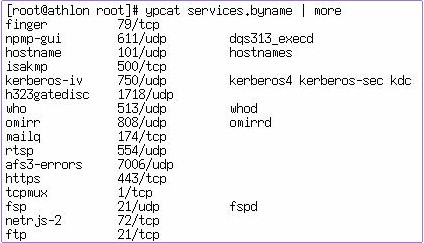 [root@athlon root]# ypcat services.byname | more
finger 79/tcp
npmp-gui 611/udp dqs313_execd
hostname 101/udp hostnames
isakmp 500/tcp
kerberos-iv 750/udp kerberos4 kerberos-sec kdc
h323gatedisc 1718/udp
who 513/udp whod
omirr 808/udp omirrd
mailq 174/tcp
rtsp 554/udp
afs3-errors 7006/udp
https 443/tcp
tcpmux 1/tcp
fsp 21/udp fspd
netrjs-2 72/tcp
ftp 21/tcp